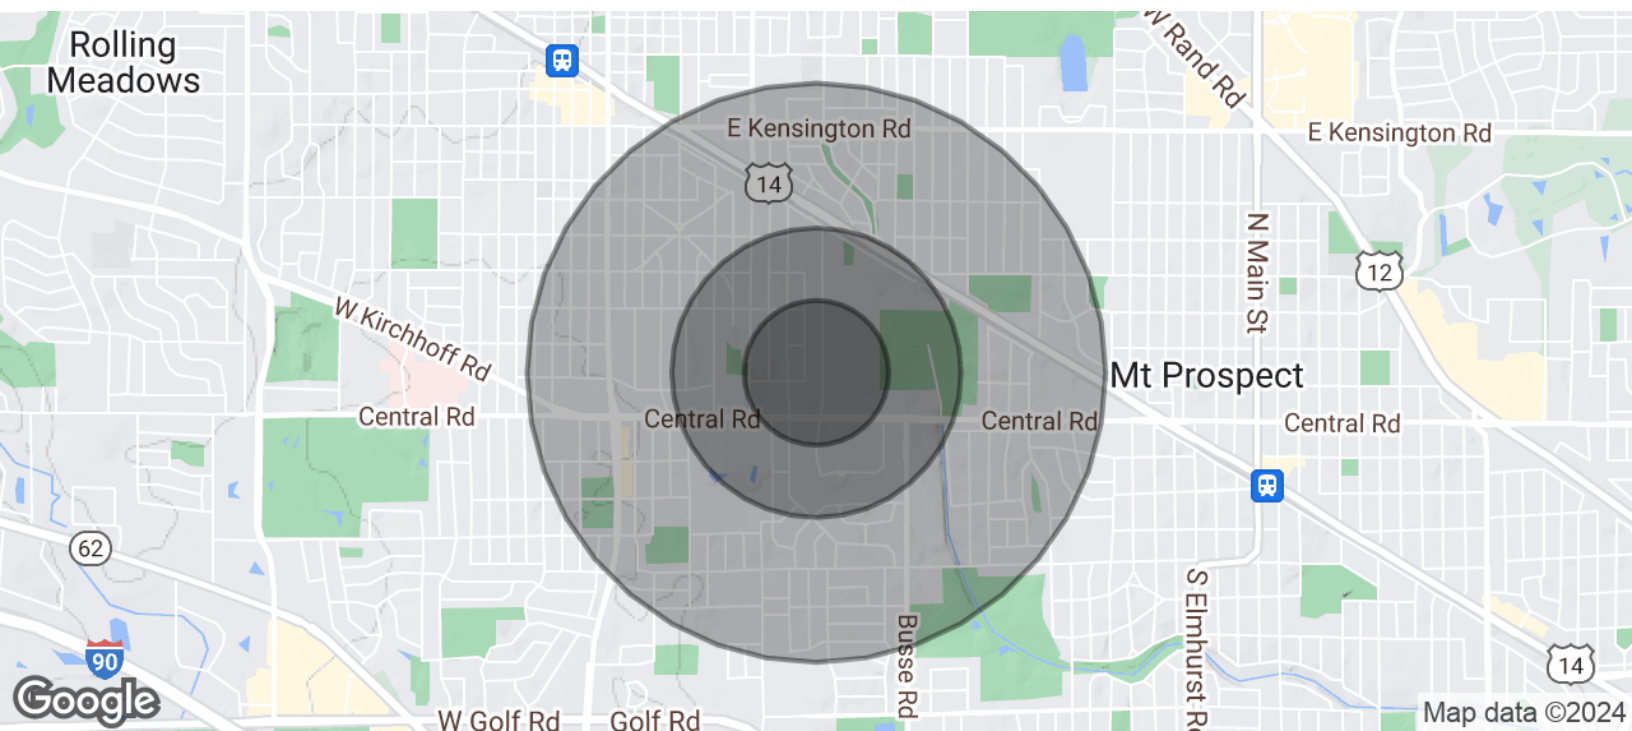 Rolling
Meadows
W Rand Rd
E Kensington Rd
E Kensington Rd
14
N Main St
12
W Kirchhoff Rd
Mt Prospect
Central Rd
Central Rd
Central Rd
Central Rd
62
S Elmhurst R
Busse Rd
90
14
Google
W Golf Rd
Golf Rd
Map data ©2024